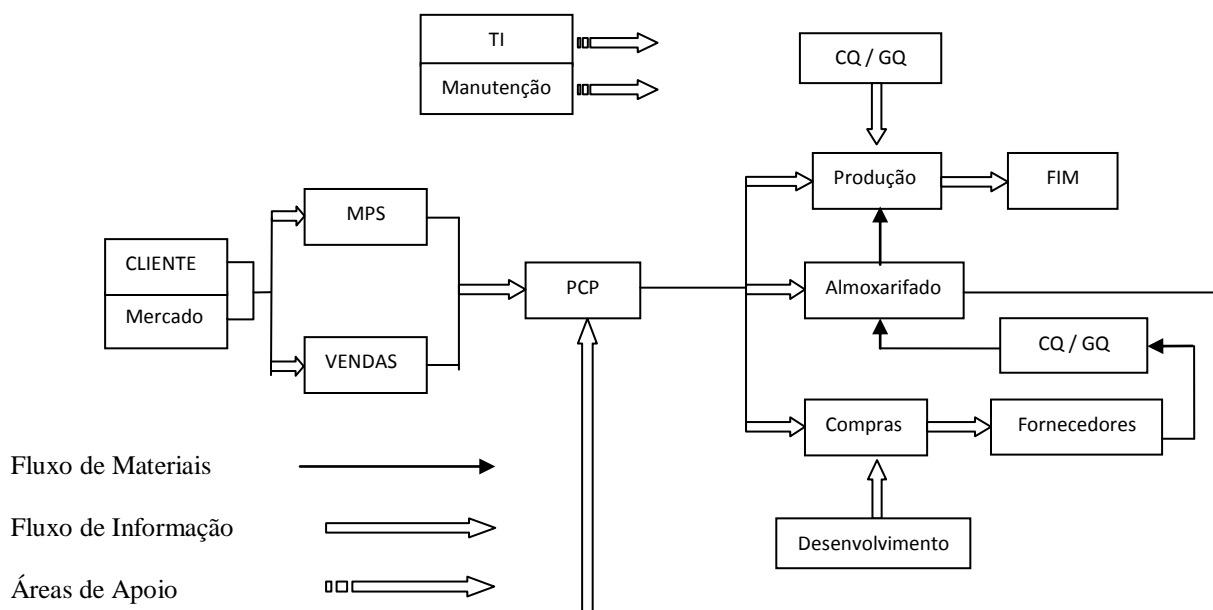 TI
Manutenção
CQ / GQ
Produção
FIM
MPS
CLIENTE
Mercado
VENDAS
PCP
Almoxarifado
CQ / GQ
Compras
Fornecedores
Desenvolvimento
Fluxo de Materiais
Fluxo de Informação
Áreas de Apoio